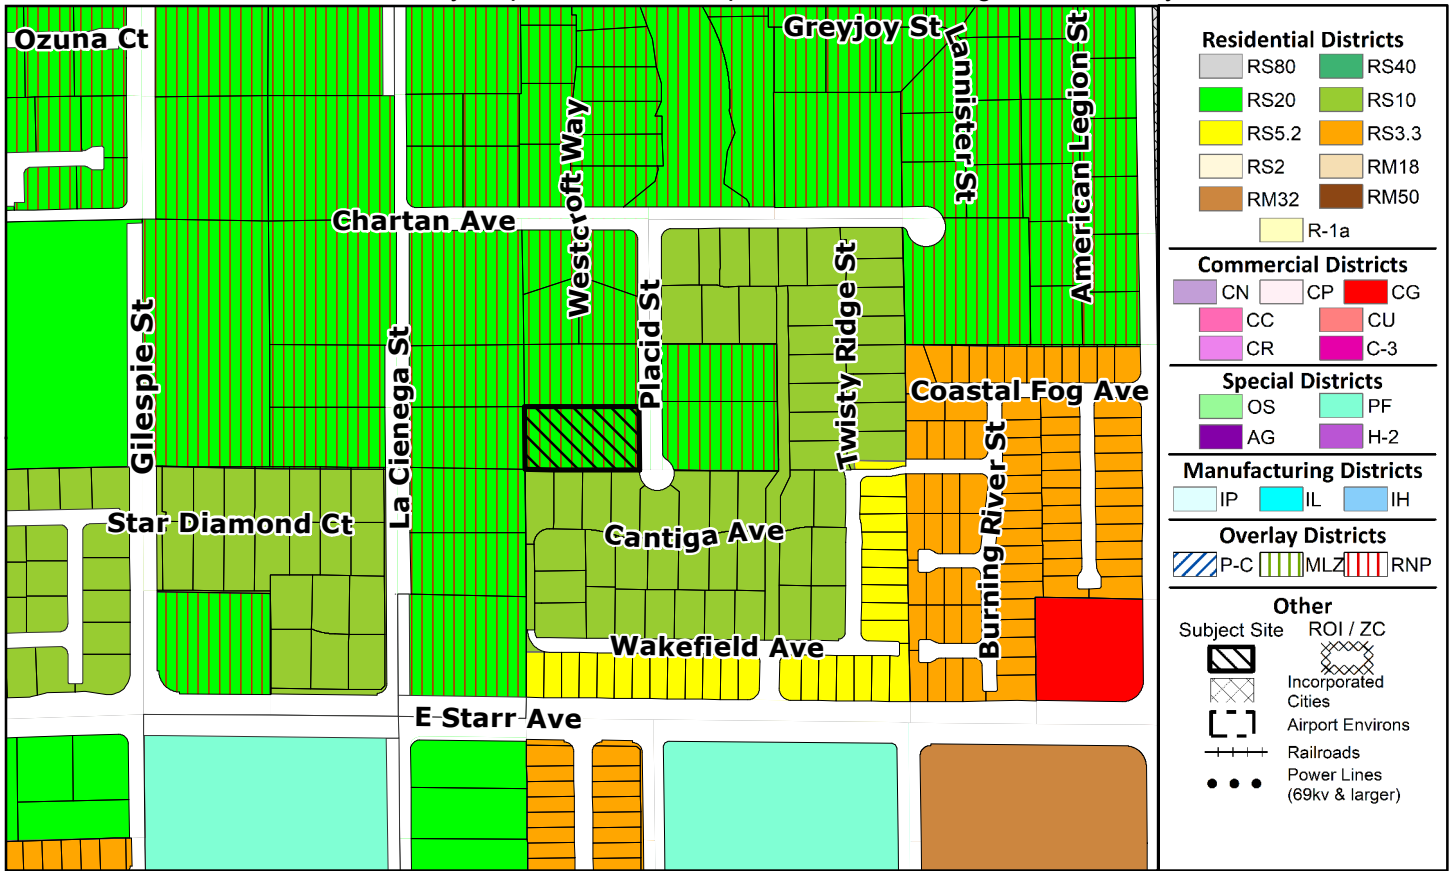 Ozuna Ct
Greyjoy St
Lannister St
American Legion St
Westcroft Way
Chartan Ave
Placid St
Twisty Ridge St
Gilespie St
La Cienega St
Coastal Fog Ave
Burning River St
Star Diamond Ct
Cantiga Ave
Wakefield Ave
E Starr Ave
Residential Districts
RS80 RS40
RS20 RS10
RS5.2 RS3.3
RS2 RM18
RM32 RM50
R-1a
Commercial Districts
CN CP CG
CC CU
CR C-3
Special Districts
OS PF
AG H-2
Manufacturing Districts
IP IL IH
Overlay Districts
P-C MLZ RNP
Other
Subject Site ROI / ZC
Incorporated
Cities
Airport Environs
Railroads
Power Lines
(69kv & larger)